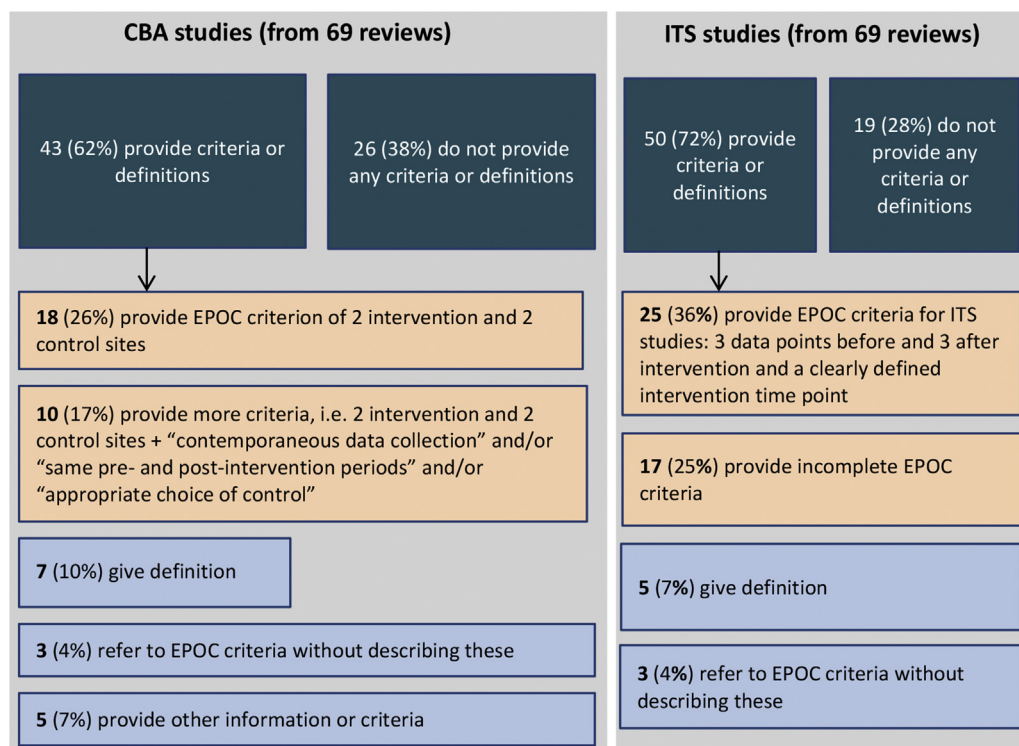 CBA studies (from 69 reviews)
43 (62%) provide criteria or
definitions
26 (38%) do not provide
any criteria or definitions
18 (26%) provide EPOC criterion of 2 intervention and 2
control sites
10 (17%) provide more criteria, i.e. 2 intervention and 2
control sites + “contemporaneous data collection” and/or
“same pre- and post-intervention periods” and/or
“appropriate choice of control”
7 (10%) give definition
3 (4%) refer to EPOC criteria without describing these
5 (7%) provide other information or criteria
ITS studies (from 69 reviews)
50 (72%) provide
criteria or
definitions
19 (28%) do not
provide any
criteria or
definitions
25 (36%) provide EPOC criteria for ITS
studies: 3 data points before and 3 after
intervention and a clearly defined
intervention time point
17 (25%) provide incomplete EPOC
criteria
5 (7%) give definition
3 (4%) refer to EPOC criteria without
describing these